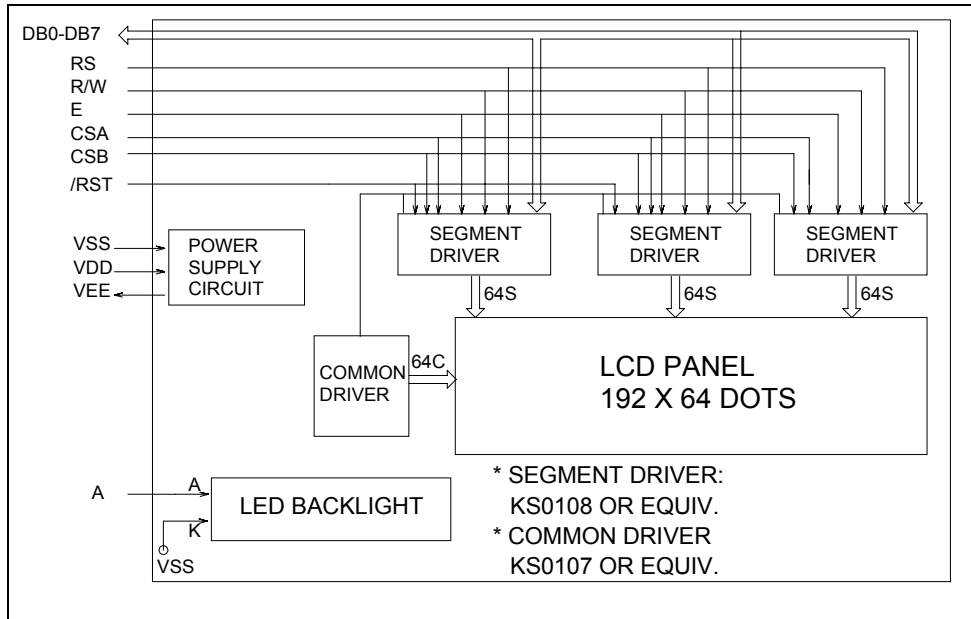 DB0-DB7
RS
R/W
E
CSA
CSB
/RST
SEGMENT
DRIVER
SEGMENT
DRIVER
SEGMENT
DRIVER
VSS
VDD
VEE
POWER
SUPPLY
CIRCUIT
64S
64S
64S
COMMON
DRIVER
64C
LCD PANEL
192 X 64 DOTS
A
A
K
VSS
LED BACKLIGHT
* SEGMENT DRIVER:
KS0108 OR EQUIV.
* COMMON DRIVER
KS0107 OR EQUIV.